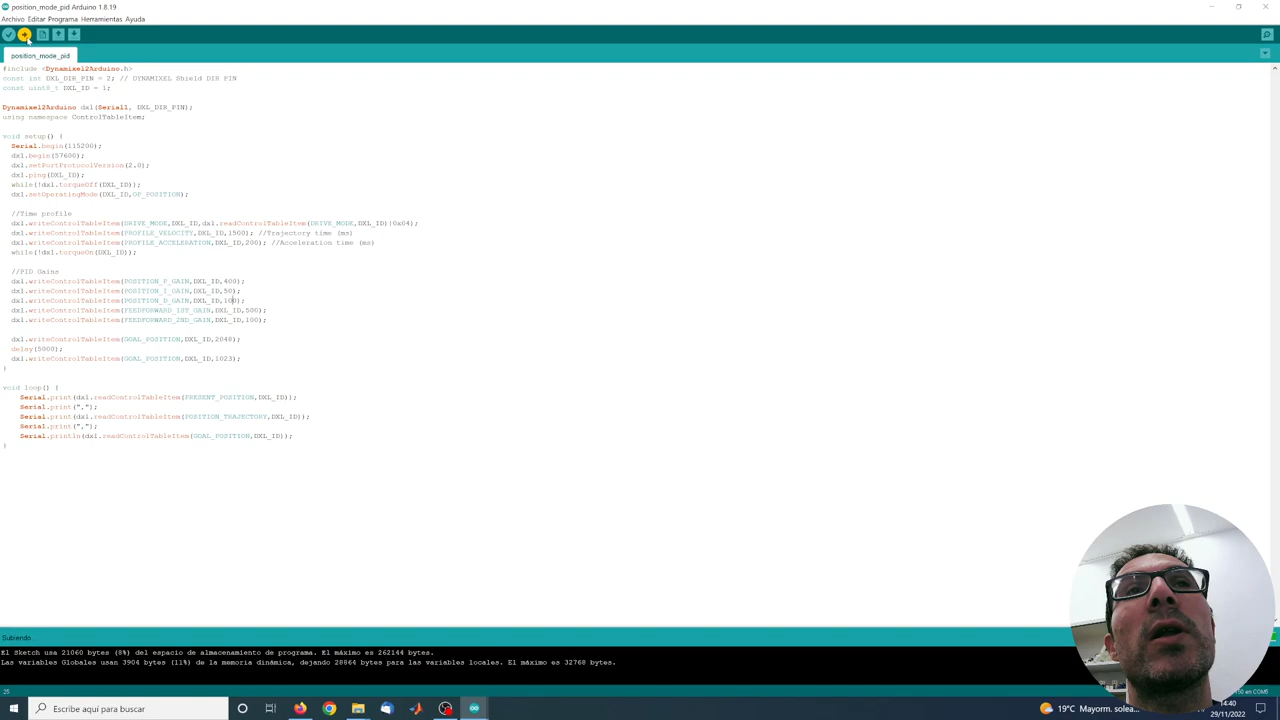 position_mode_pid Arduino 1.8.19
Archivo Editar Programa Herramientas Ayuda
position_mode_pid
#include <Dynamixel2Arduino.h>
const int DXL_DIR_PIN = 2; // DYNAMIXEL Shield DIR PIN
const uint8_t DXL_ID = 1;
Dynamixel2Arduino dxl(Serial1, DXL_DIR_PIN);
using namespace ControlTableItem;
void setup() {
Serial.begin(115200);
dxl.begin(57600);
dxl.setPortProtocolVersion(2.0);
dxl.ping(DXL_ID);
while(!dxl.torqueOff(DXL_ID));
dxl.setOperatingMode(DXL_ID,OP_POSITION);
//Time profile
dxl.writeControlTableItem(DRIVE_MODE,DXL_ID,dxl.readControlTableItem(DRIVE_MODE,DXL_ID)|0x04);
dxl.writeControlTableItem(PROFILE_VELOCITY,DXL_ID,1500); //Trajectory time (ms)
dxl.writeControlTableItem(PROFILE_ACCELERATION,DXL_ID,200); //Acceleration time (ms)
while(!dxl.torqueOn(DXL_ID));
//PID Gains
dxl.writeControlTableItem(POSITION_P_GAIN,DXL_ID,400);
dxl.writeControlTableItem(POSITION_I_GAIN,DXL_ID,50);
dxl.writeControlTableItem(POSITION_D_GAIN,DXL_ID,100);
dxl.writeControlTableItem(FEEDFORWARD_1ST_GAIN,DXL_ID,500);
dxl.writeControlTableItem(FEEDFORWARD_2ND_GAIN,DXL_ID,100);
dxl.writeControlTableItem(GOAL_POSITION,DXL_ID,2048);
delay(5000);
dxl.writeControlTableItem(GOAL_POSITION,DXL_ID,1023);
}
void loop() {
Serial.print(dxl.readControlTableItem(PRESENT_POSITION,DXL_ID));
Serial.print(",");
Serial.print(dxl.readControlTableItem(POSITION_TRAJECTORY,DXL_ID));
Serial.print(",");
Serial.println(dxl.readControlTableItem(GOAL_POSITION,DXL_ID));
}
Subiendo...
El Sketch usa 21060 bytes (8%) del espacio de almacenamiento de programa. El máximo es 262144 bytes.
Las variables Globales usan 3904 bytes (11%) de la memoria dinámica, dejando 28864 bytes para las variables locales. El máximo es 32768 bytes.
25
en COM5
Escribe aquí para buscar
19°C Mayorm. solea...
14:40
29/11/2022